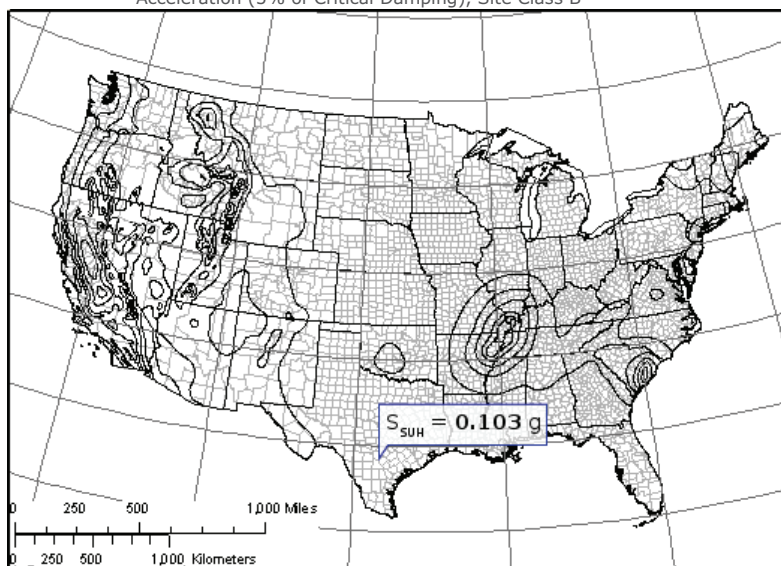 Acceleration (5% of Critical Damping), Site Class B
S_SUH = 0.103 g
0 250 500 1,000 Miles
0 250 500 1,000 Kilometers